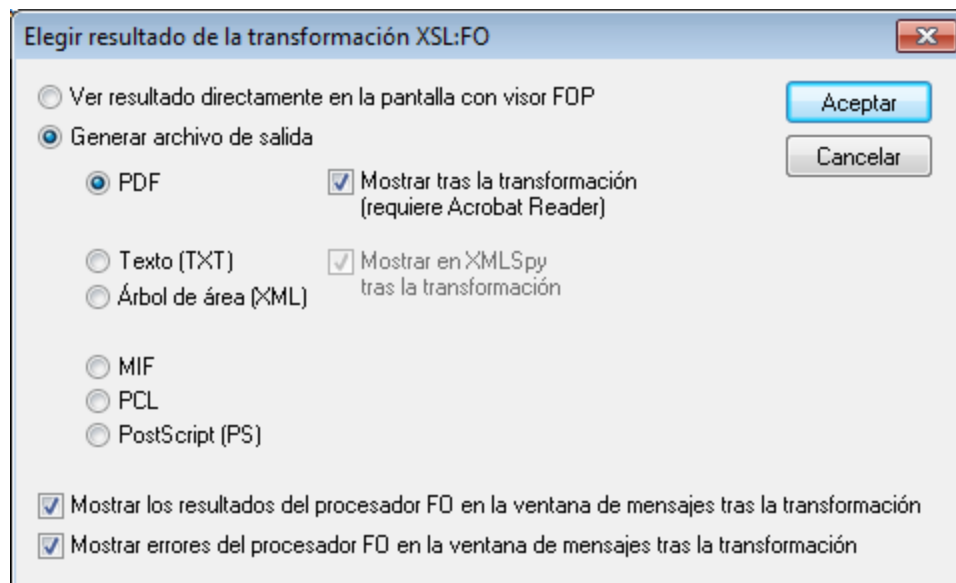 Elegir resultado de la transformación XSL:FO
Ver resultado directamente en la pantalla con visor FOP
Aceptar
Generar archivo de salida
Cancelar
PDF
Mostrar tras la transformación
(requiere Acrobat Reader)
Texto (TXT)
Mostrar en XMLSpy
tras la transformación
Árbol de área (XML)
MIF
PCL
PostScript (PS)
Mostrar los resultados del procesador FO en la ventana de mensajes tras la transformación
Mostrar errores del procesador FO en la ventana de mensajes tras la transformación